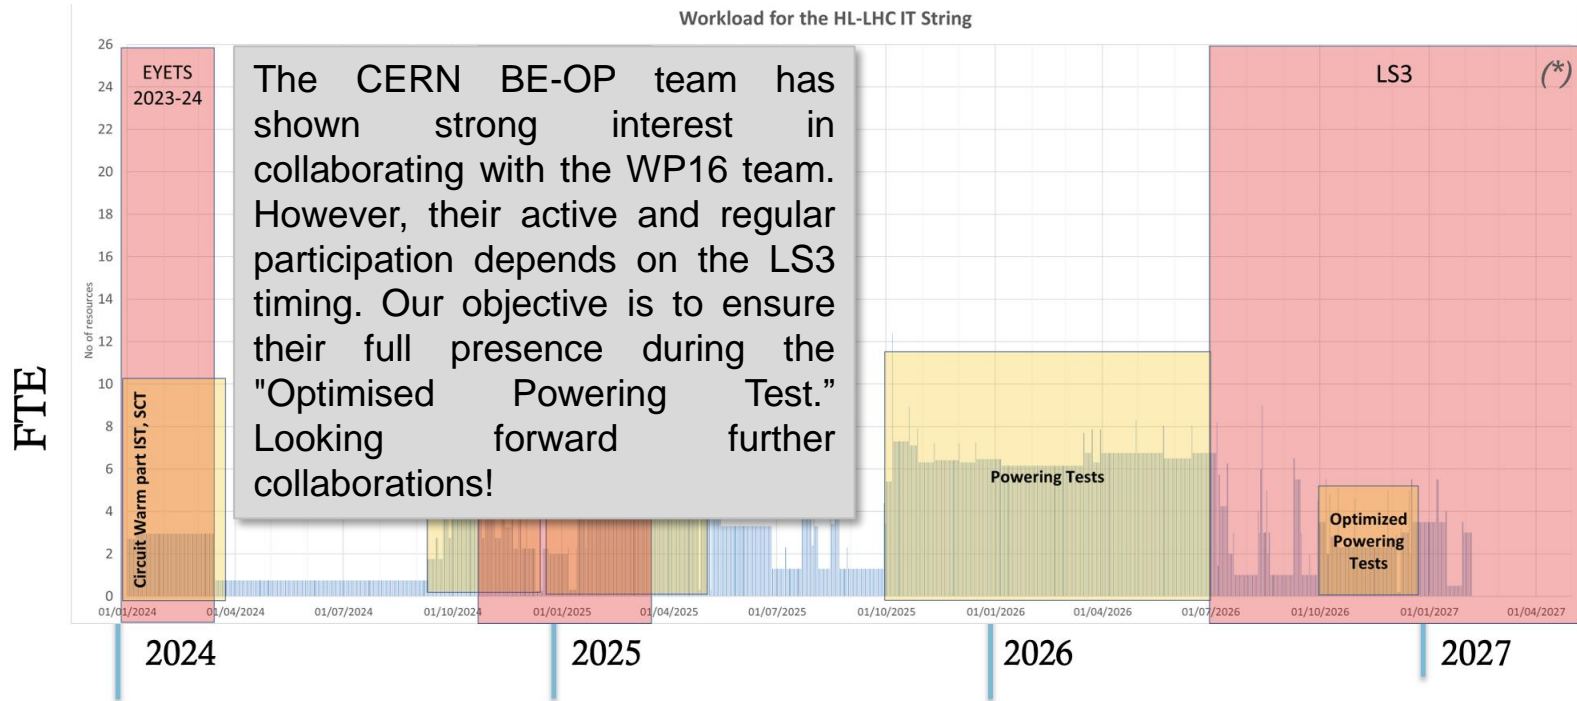 Workload for the HL-LHC IT String
26
24
22
20
18
16
14
12
10
8
6
4
2
0
No of resources
FTE
EYETS
2023-24
LS3
(*)
The CERN BE-OP team has
shown strong interest in
collaborating with the WP16 team.
However, their active and regular
participation depends on the LS3
timing. Our objective is to ensure
their full presence during the
"Optimised Powering Test.”
Looking forward further
collaborations!
Circuit Warm part IST, SCT
Powering Tests
Optimized
Powering
Tests
01/01/2024 01/04/2024 01/07/2024 01/10/2024 01/01/2025 01/04/2025 01/07/2025 01/10/2025 01/01/2026 01/04/2026 01/07/2026 01/10/2026 01/01/2027 01/04/2027
2024 2025 2026 2027